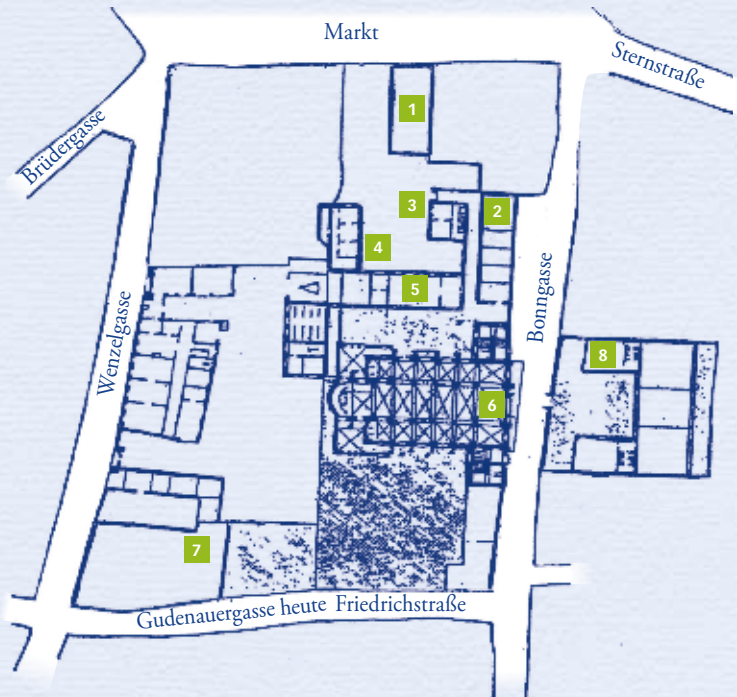 Markt
Sternstraße
Brüdergasse
1
3
2
4
5
Bonngasse
Wenzelgasse
8
6
7
Gudenauergasse heute Friedrichstraße